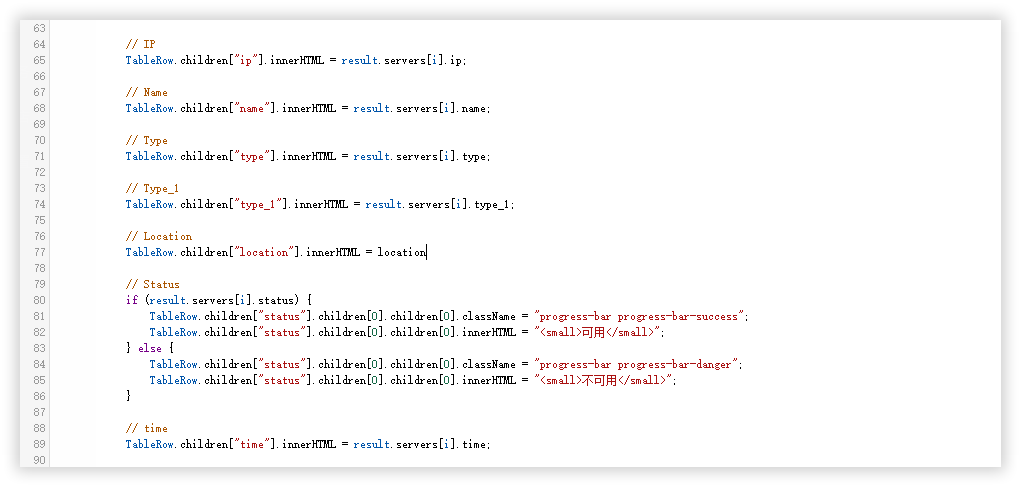 63
64 // IP
65 TableRow.children["ip"].innerHTML = result.servers[i].ip;
66
67 // Name
68 TableRow.children["name"].innerHTML = result.servers[i].name;
69
70 // Type
71 TableRow.children["type"].innerHTML = result.servers[i].type;
72
73 // Type_1
74 TableRow.children["type_1"].innerHTML = result.servers[i].type_1;
75
76 // Location
77 TableRow.children["location"].innerHTML = location
78
79 // Status
80 if (result.servers[i].status) {
81 TableRow.children["status"].children[0].children[0].className = "progress-bar progress-bar-success";
82 TableRow.children["status"].children[0].children[0].innerHTML = "<small>可用</small>";
83 } else {
84 TableRow.children["status"].children[0].children[0].className = "progress-bar progress-bar-danger";
85 TableRow.children["status"].children[0].children[0].innerHTML = "<small>不可用</small>";
86 }
87
88 // time
89 TableRow.children["time"].innerHTML = result.servers[i].time;
90